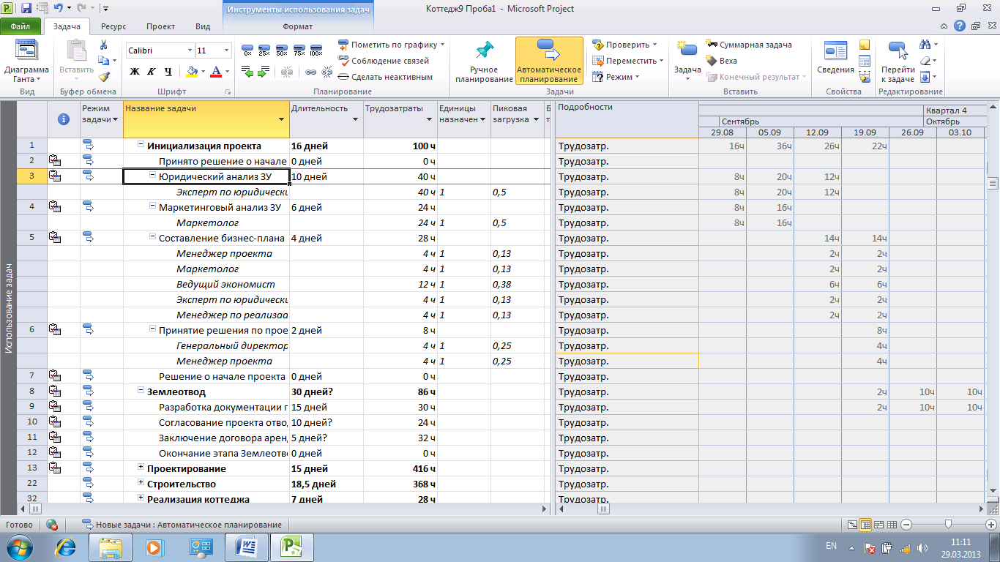 Инструменты использования задач
Коттедж9 Проба1 - Microsoft Project
Файл Задача Ресурс Проект Вид Формат
Диаграмма Ганта
Вставить
Calibri 11
Ж К Ч
0% 25% 50% 75% 100%
Пометить по графику
Соблюдение связей
Сделать неактивным
Ручное планирование
Автоматическое планирование
Проверить
Переместить
Режим
Задача
Суммарная задача
Веха
Конечный результат
Сведения
Перейти к задаче
Вид Буфер обмена Шрифт Планирование Задачи Вставить Свойства Редактирование
Режим задачи Название задачи Длительность Трудозатраты Единицы назначен Пиковая загрузка Подробности
Квартал 4
Сентябрь Октябрь
29.08 05.09 12.09 19.09 26.09 03.10
1 Инициализация проекта 16 дней 100 ч Трудозатр. 16ч 36ч 26ч 22ч
2 Принято решение о начале 0 дней 0 ч Трудозатр.
3 Юридический анализ ЗУ 10 дней 40 ч Трудозатр. 8ч 20ч 12ч
Эксперт по юридически 40 ч 1 0,5 Трудозатр. 8ч 20ч 12ч
4 Маркетинговый анализ ЗУ 6 дней 24 ч Трудозатр. 8ч 16ч
Маркетолог 24 ч 1 0,5 Трудозатр. 8ч 16ч
5 Составление бизнес-плана 4 дней 28 ч Трудозатр. 14ч 14ч
Менеджер проекта 4 ч 1 0,13 Трудозатр. 2ч 2ч
Маркетолог 4 ч 1 0,13 Трудозатр. 2ч 2ч
Ведущий экономист 12 ч 1 0,38 Трудозатр. 6ч 6ч
Эксперт по юридически 4 ч 1 0,13 Трудозатр. 2ч 2ч
Менеджер по реализаа 4 ч 1 0,13 Трудозатр. 2ч 2ч
6 Принятие решения по прое 2 дней 8 ч Трудозатр. 8ч
Генеральный директор 4 ч 1 0,25 Трудозатр. 4ч
Менеджер проекта 4 ч 1 0,25 Трудозатр. 4ч
7 Решение о начале проекта 0 дней 0 ч Трудозатр.
8 Землеотвод 30 дней? 86 ч Трудозатр. 2ч 10ч 10ч
9 Разработка документации г 15 дней 30 ч Трудозатр. 2ч 10ч 10ч
10 Согласование проекта отво, 10 дней? 24 ч Трудозатр.
11 Заключение договора арен 5 дней? 32 ч Трудозатр.
12 Окончание этапа Землеотв 0 дней 0 ч Трудозатр.
13 Проектирование 15 дней 416 ч Трудозатр.
22 Строительство 18,5 дней 368 ч Трудозатр.
32 Реализация коттеджа 7 дней 28 ч Трудозатр.
Использование задач
Готово Новые задачи : Автоматическое планирование
EN 11:11
29.03.2013